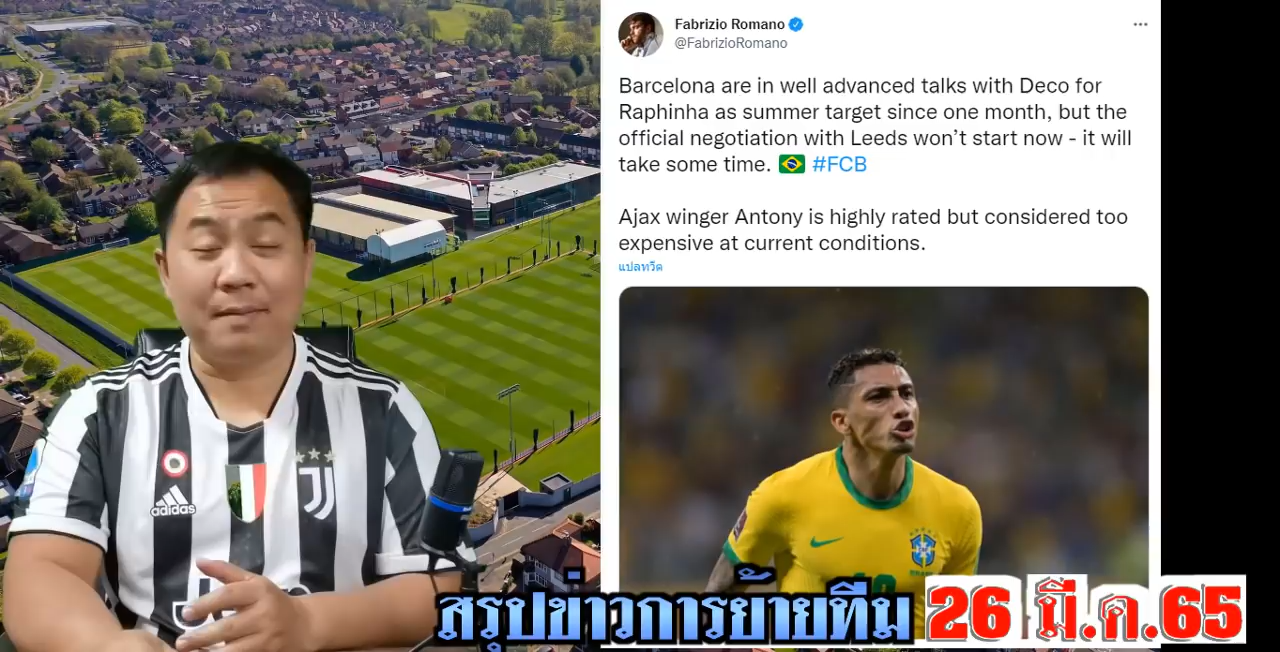 Fabrizio Romano
@FabrizioRomano
Barcelona are in well advanced talks with Deco for
Raphinha as summer target since one month, but the
official negotiation with Leeds won’t start now - it will
take some time. 🇧🇷 #FCB
Ajax winger Antony is highly rated but considered too
expensive at current conditions.
แปลทวีต
adidas
สรุปข่าวการย้ายทีม 26 มี.ค.65